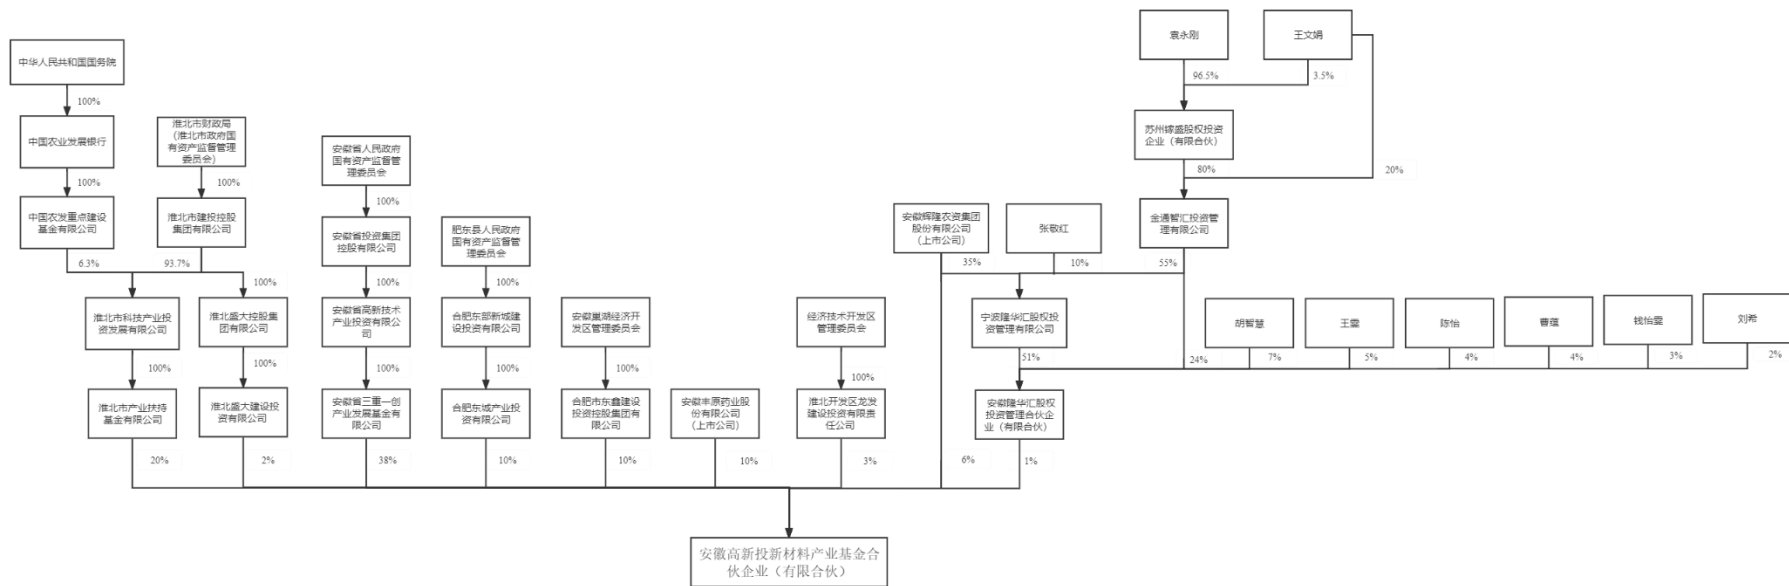 袁永刚
王文娟
中华人民共和国国务院
96.5%
3.5%
100%
中国农业发展银行
淮北市财政局
（淮北市政府国
有资产监督管理
委员会）
安徽省人民政府
国有资产监督管
理委员会
苏州镓盛股权投资
企业（有限合伙）
100%
100%
80%
20%
100%
中国农发重点建设
基金有限公司
淮北市建投控股
集团有限公司
安徽省投资集团
控股有限公司
肥东县人民政府
国有资产监督管
理委员会
安徽辉隆农资集团
股份有限公司
（上市公司）
张敬红
金通智汇投资管
理有限公司
6.3%
93.7%
35%
10%
55%
100%
100%
100%
淮北市科技产业投
资发展有限公司
淮北盛大控股集
团有限公司
安徽省高新技术
产业投资有限公
司
合肥东部新城建
设投资有限公司
安徽巢湖经济开
发区管理委员会
经济技术开发区
管理委员会
宁波隆华汇股权投
资管理有限公司
胡智慧
王雯
陈怡
曹蕴
钱怡雯
刘希
51%
24%
7%
5%
4%
4%
3%
2%
100%
100%
100%
100%
100%
100%
淮北市产业扶持
基金有限公司
淮北盛大建设投
资有限公司
安徽省三重一创
产业发展基金有
限公司
合肥东城产业投
资有限公司
合肥市东鑫建设
投资控股集团有
限公司
安徽丰原药业股
份有限公司
（上市公司）
淮北开发区龙发
建设投资有限责
任公司
安徽隆华汇股权
投资管理合伙企
业（有限合伙）
20%
2%
38%
10%
10%
10%
3%
6%
1%
安徽高新投新材料产业基金合
伙企业（有限合伙）